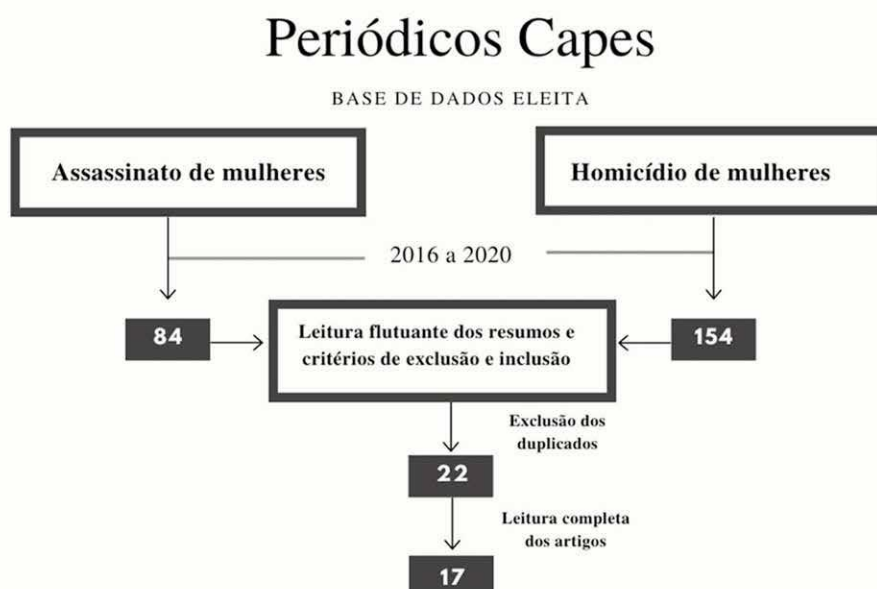 Periódicos Capes
BASE DE DADOS ELEITA
Assassinato de mulheres
Homicídio de mulheres
2016 a 2020
84
Leitura flutuante dos resumos e
critérios de exclusão e inclusão
154
Exclusão dos
duplicados
22
Leitura completa
dos artigos
17